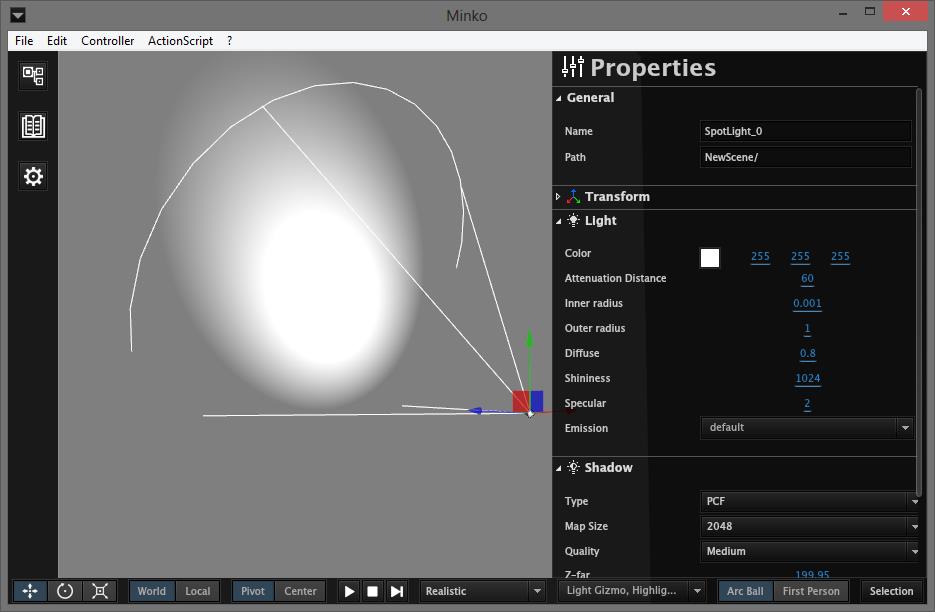 Minko
File Edit Controller ActionScript ?
Properties
General
Name SpotLight_0
Path NewScene/
Transform
Light
Color 255 255 255
Attenuation Distance 60
Inner radius 0.001
Outer radius 1
Diffuse 0.8
Shininess 1024
Specular 2
Emission default
Shadow
Type PCF
Map Size 2048
Quality Medium
Z-far 199.95
World Local Pivot Center Realistic Light Gizmo, Highlig... Arc Ball First Person Selection